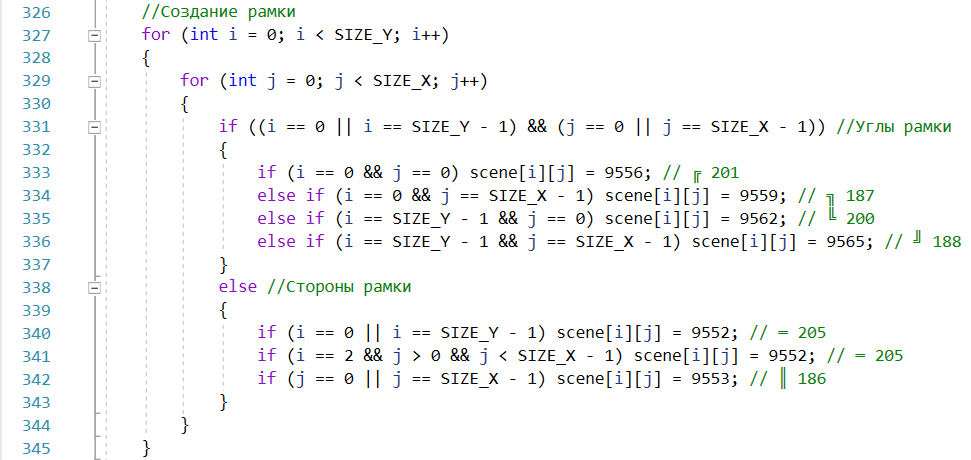 326 //Создание рамки
327 for (int i = 0; i < SIZE_Y; i++)
328 {
329 for (int j = 0; j < SIZE_X; j++)
330 {
331 if ((i == 0 || i == SIZE_Y - 1) && (j == 0 || j == SIZE_X - 1)) //Углы рамки
332 {
333 if (i == 0 && j == 0) scene[i][j] = 9556; // ╔ 201
334 else if (i == 0 && j == SIZE_X - 1) scene[i][j] = 9559; // ╗ 187
335 else if (i == SIZE_Y - 1 && j == 0) scene[i][j] = 9562; // ╚ 200
336 else if (i == SIZE_Y - 1 && j == SIZE_X - 1) scene[i][j] = 9565; // ╝ 188
337 }
338 else //Стороны рамки
339 {
340 if (i == 0 || i == SIZE_Y - 1) scene[i][j] = 9552; // ═ 205
341 if (i == 2 && j > 0 && j < SIZE_X - 1) scene[i][j] = 9552; // ═ 205
342 if (j == 0 || j == SIZE_X - 1) scene[i][j] = 9553; // ║ 186
343 }
344 }
345 }